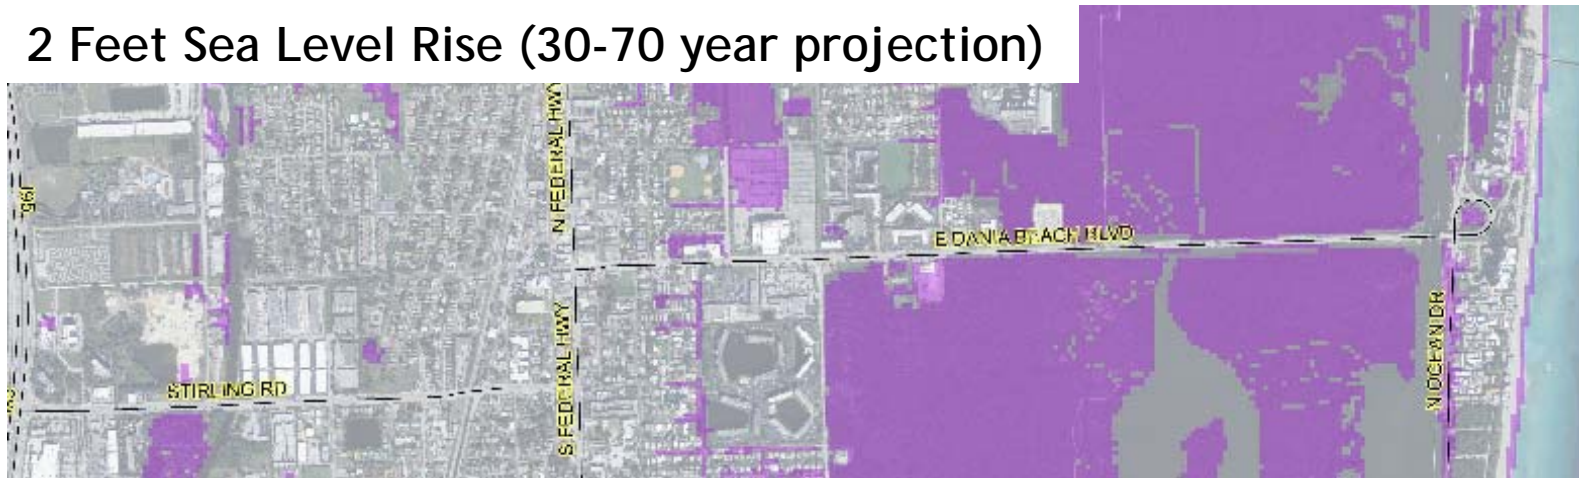 2 Feet Sea Level Rise (30-70 year projection)
N FEDERAL HWY
I95
E DANIA BEACH BLVD
S FEDERAL HWY
N OCEAN DR
STIRLING RD